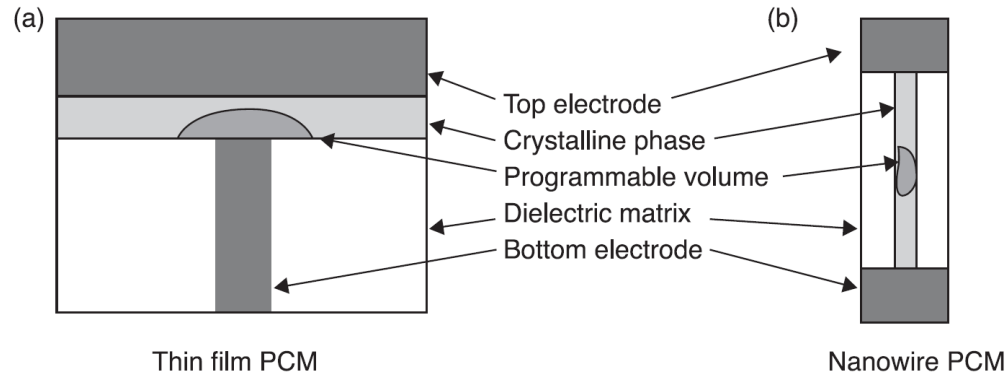 (a)
(b)
Top electrode
Crystalline phase
Programmable volume
Dielectric matrix
Bottom electrode
Thin film PCM
Nanowire PCM